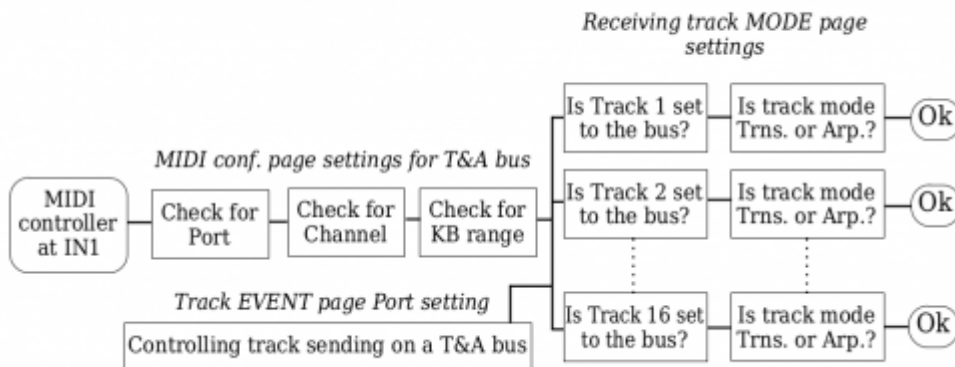 Receiving track MODE page
settings
Is Track 1 set
to the bus?
Is track mode
Trns. or Arp.?
Ok
MIDI conf. page settings for T&A bus
MIDI
controller
at IN1
Check for
Port
Check for
Channel
Check for
KB range
Is Track 2 set
to the bus?
Is track mode
Trns. or Arp.?
Ok
Track EVENT page Port setting
Controlling track sending on a T&A bus
Is Track 16 set
to the bus?
Is track mode
Trns. or Arp.?
Ok